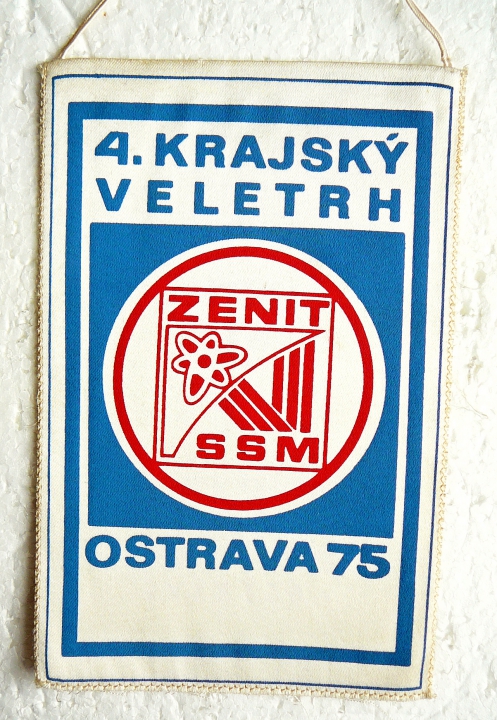 4. KRAJSKÝ
VELETRH
ZENIT
SSM
OSTRAVA 75